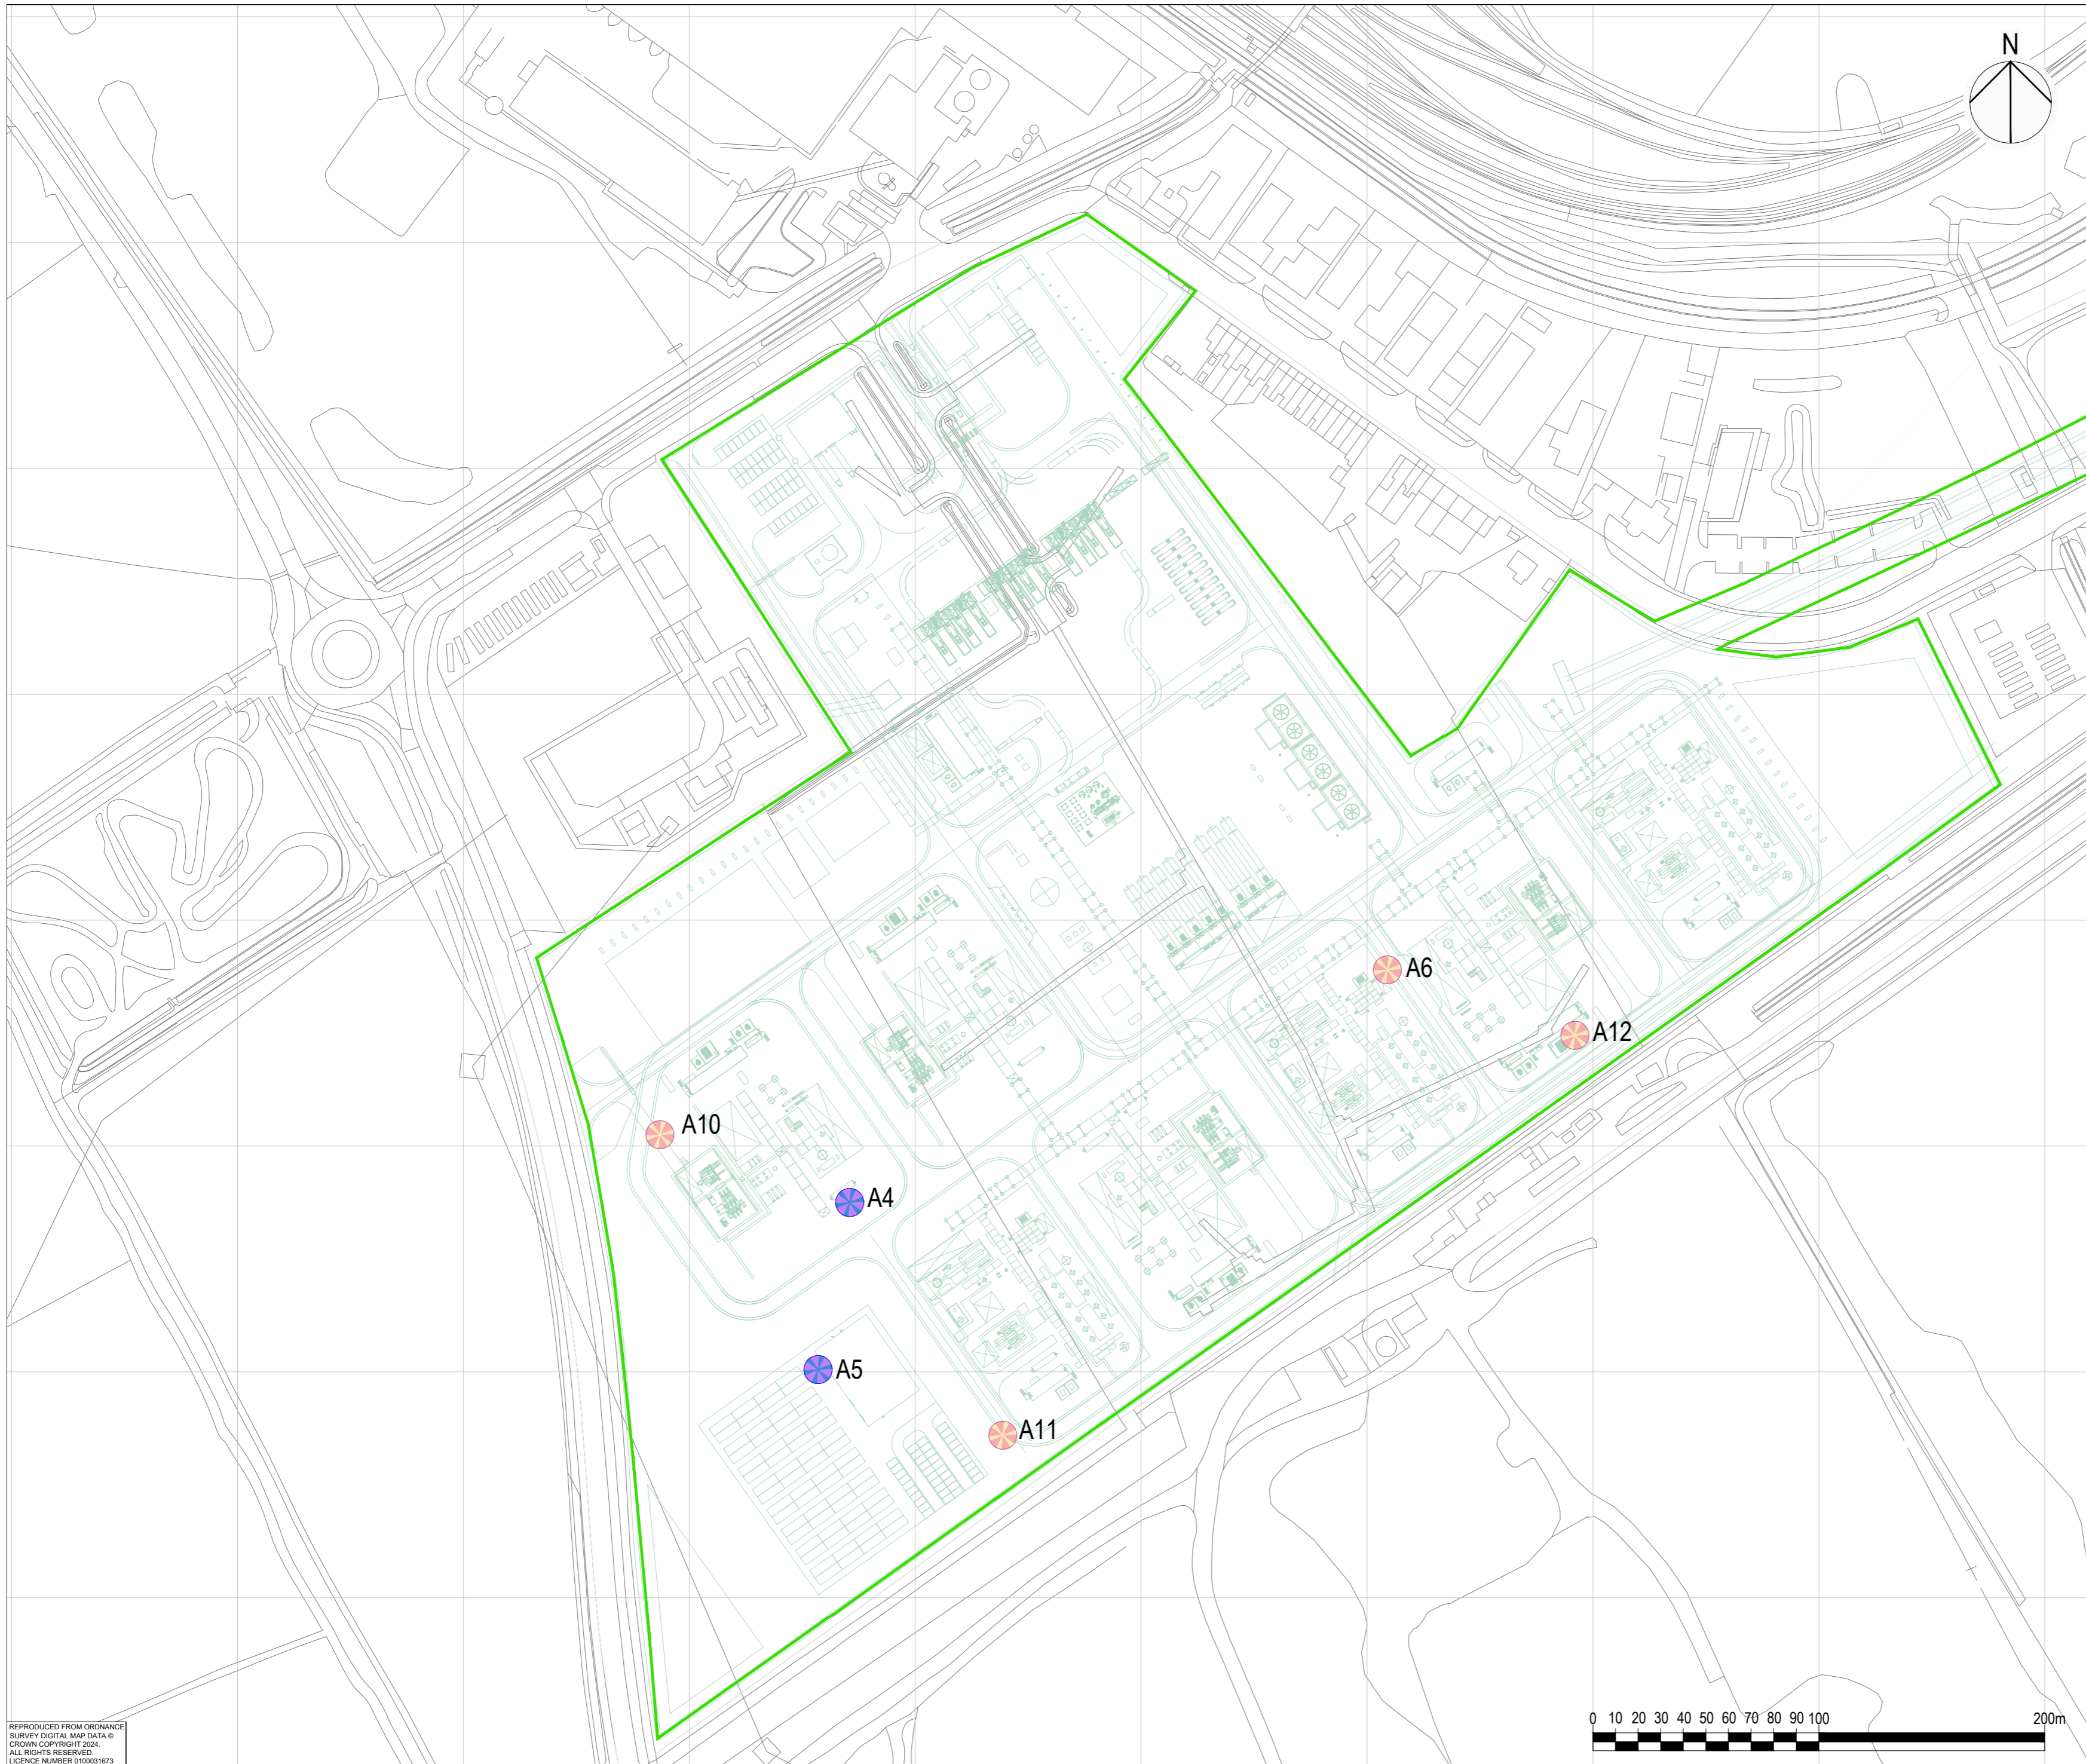 N
A6
A12
A10
A4
A5
A11
0 10 20 30 40 50 60 70 80 90 100 200m
REPRODUCED FROM ORDNANCE
SURVEY DIGITAL MAP DATA ©
CROWN COPYRIGHT 2024.
ALL RIGHTS RESERVED.
LICENCE NUMBER 0100031673